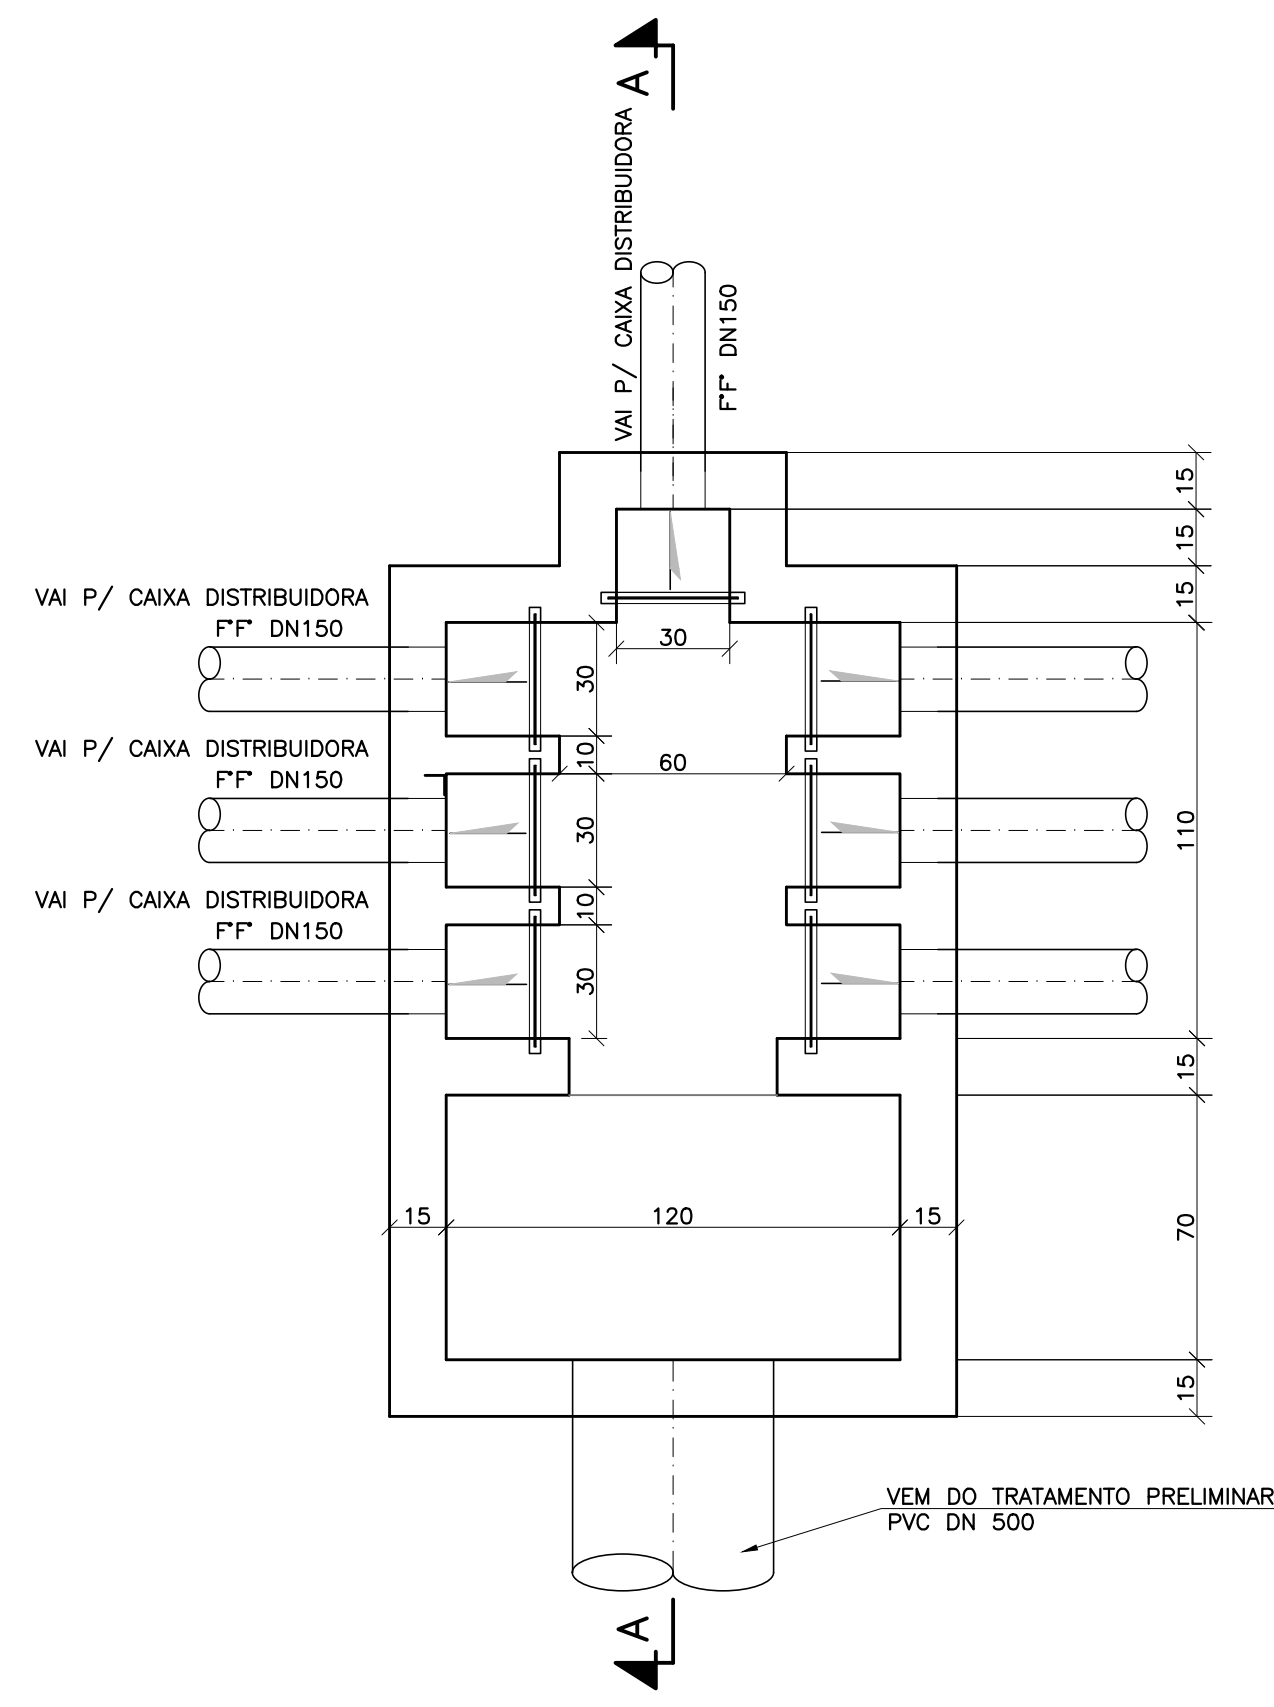 A
VAI P/ CAIXA DISTRIBUIDORA
F°F° DN150
15
15
15
VAI P/ CAIXA DISTRIBUIDORA
F°F° DN150
30
30
10
60
VAI P/ CAIXA DISTRIBUIDORA
F°F° DN150
30
110
10
VAI P/ CAIXA DISTRIBUIDORA
F°F° DN150
30
15
15
120
15
70
15
VEM DO TRATAMENTO PRELIMINAR
PVC DN 500
A